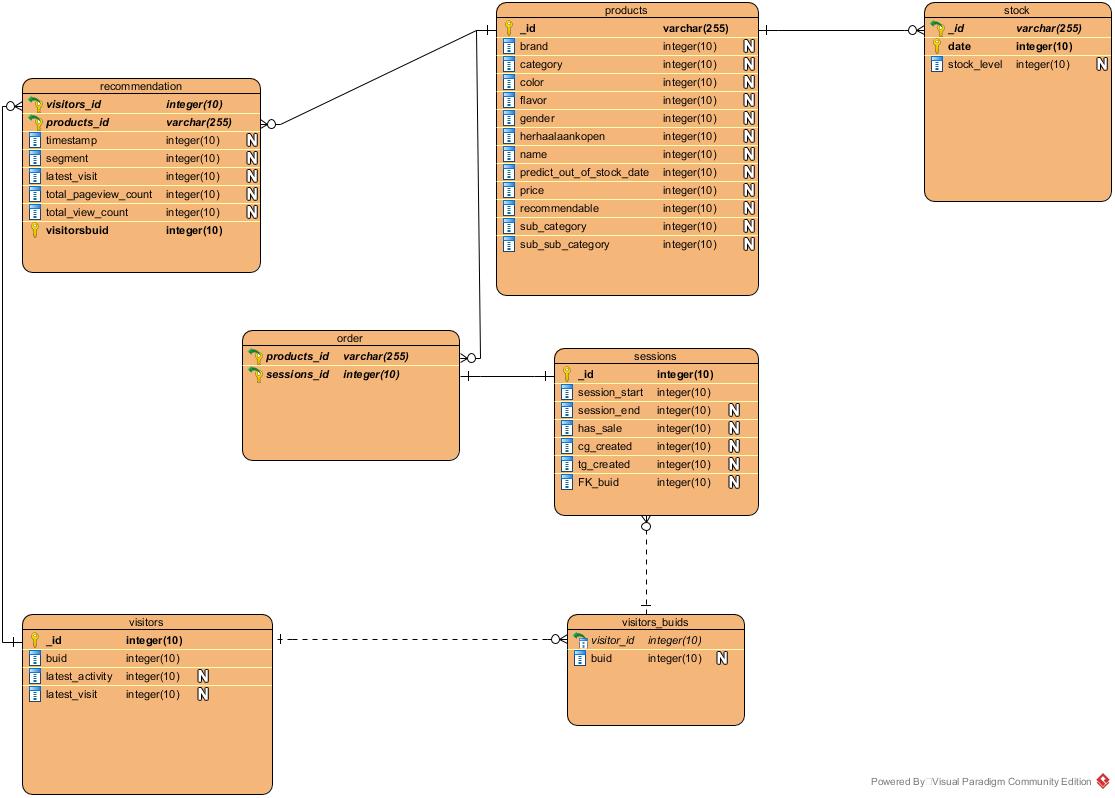 products
_id varchar(255)
brand integer(10) N
category integer(10) N
color integer(10) N
flavor integer(10) N
gender integer(10) N
herhaalaankopen integer(10) N
name integer(10) N
predict_out_of_stock_date integer(10) N
price integer(10) N
recommendable integer(10) N
sub_category integer(10) N
sub_sub_category integer(10) N
stock
_id varchar(255)
date integer(10)
stock_level integer(10) N
recommendation
visitors_id integer(10)
products_id varchar(255)
timestamp integer(10) N
segment integer(10) N
latest_visit integer(10) N
total_pageview_count integer(10) N
total_view_count integer(10) N
visitorsbuid integer(10)
order
products_id varchar(255)
sessions_id integer(10)
sessions
_id integer(10)
session_start integer(10)
session_end integer(10) N
has_sale integer(10) N
cg_created integer(10) N
tg_created integer(10) N
FK_buid integer(10) N
visitors
_id integer(10)
buid integer(10)
latest_activity integer(10) N
latest_visit integer(10) N
visitors_buids
visitor_id integer(10)
buid integer(10) N
Powered By Visual Paradigm Community Edition